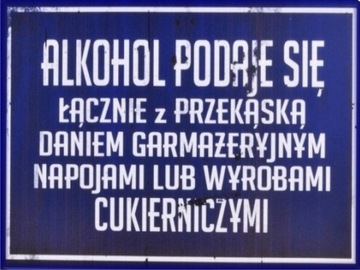 ALKOHOL PODAJE SIĘ
ŁĄCZNIE z PRZEKĄSKĄ
DANIEM GARMAŻERYJNYM
NAPOJAMI LUB WYROBAMI
CUKIERNICZYMI